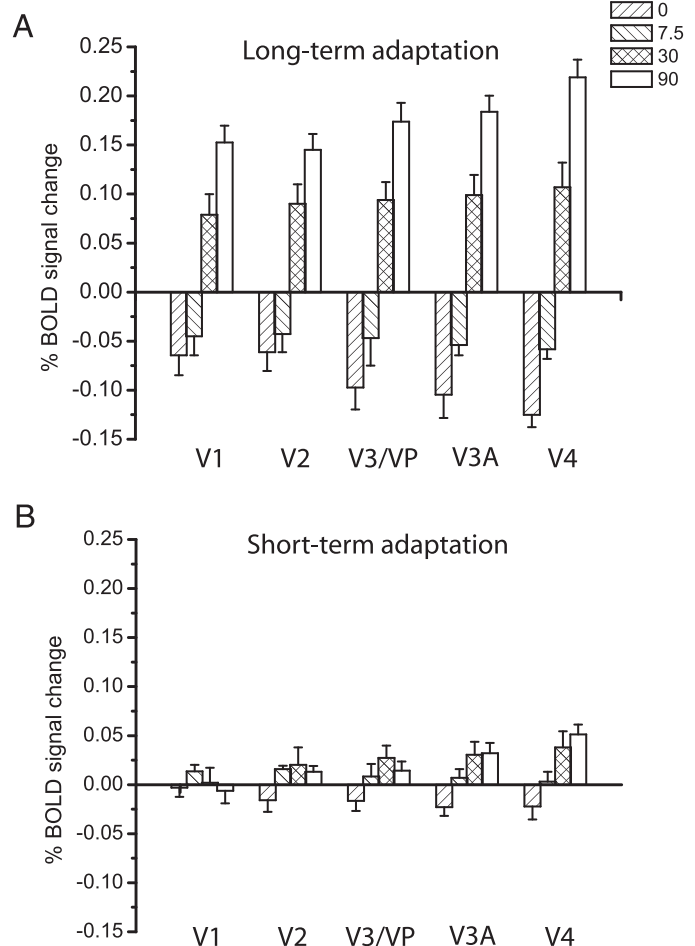 A
Long-term adaptation
0
7.5
30
90
% BOLD signal change
0.25
0.20
0.15
0.10
0.05
0.00
-0.05
-0.10
-0.15
V1 V2 V3/VP V3A V4
B
Short-term adaptation
% BOLD signal change
0.25
0.20
0.15
0.10
0.05
0.00
-0.05
-0.10
-0.15
V1 V2 V3/VP V3A V4